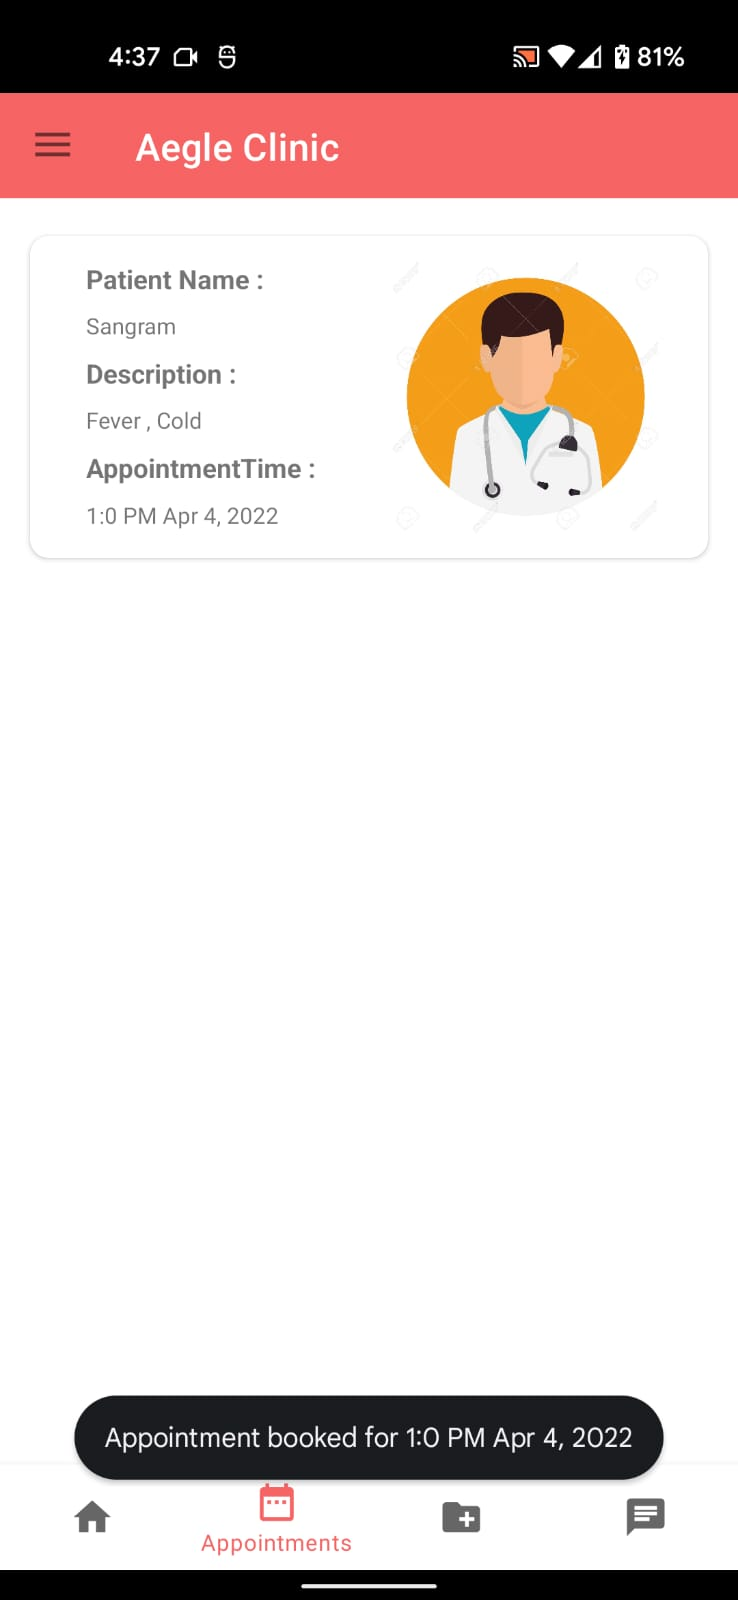 4:37
81%
Aegle Clinic
Patient Name :
Sangram
Description :
Fever , Cold
AppointmentTime :
1:0 PM Apr 4, 2022
Appointment booked for 1:0 PM Apr 4, 2022
Appointments